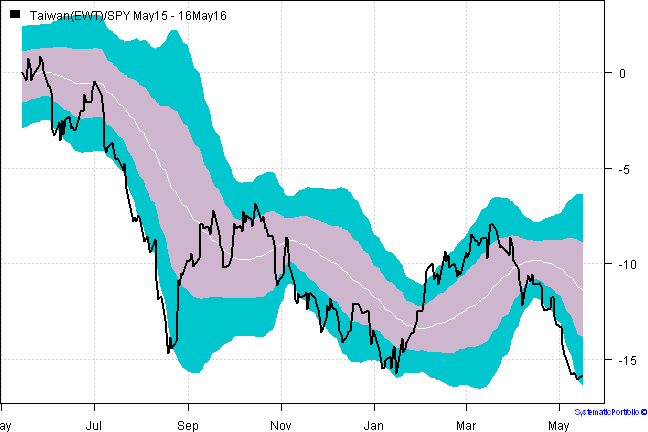 Taiwan(EWT)/SPY May15 - 16May16
0
-5
-10
-15
ay Jul Sep Nov Jan Mar May
SystematicPortfolio ©